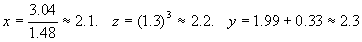 x = 3.04/1.48 ≈ 2.1. z = (1.3)³ ≈ 2.2. y = 1.99 + 0.33 ≈ 2.3